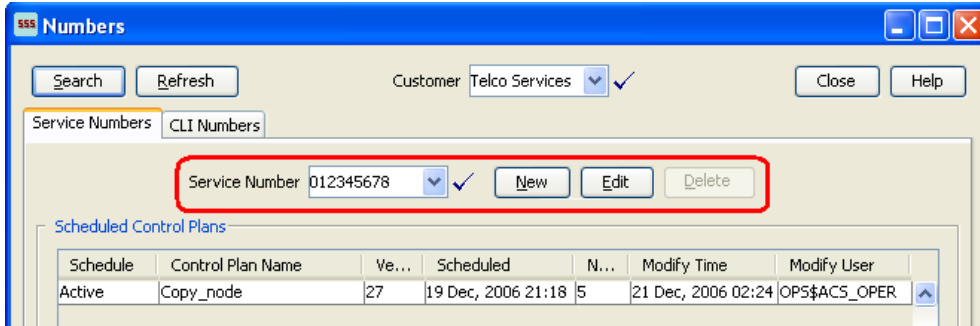 SSS Numbers
Search Refresh Customer Telco Services Close Help
Service Numbers CLI Numbers
Service Number 012345678 New Edit Delete
Scheduled Control Plans
Schedule Control Plan Name Ve... Scheduled N... Modify Time Modify User
Active Copy_node 27 19 Dec, 2006 21:18 5 21 Dec, 2006 02:24 OPS$ACS_OPER